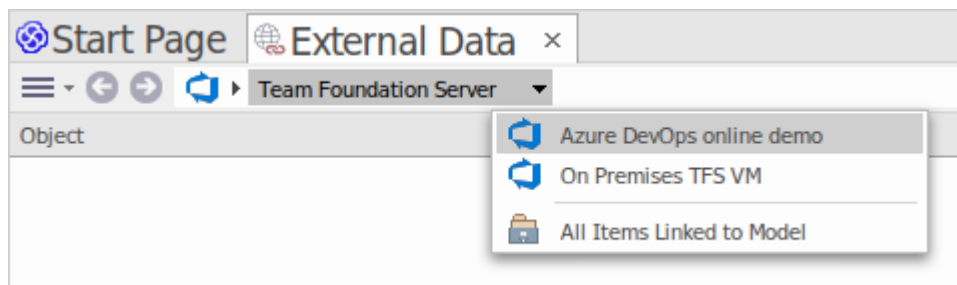 Start Page External Data ×
Team Foundation Server
Object
Azure DevOps online demo
On Premises TFS VM
All Items Linked to Model